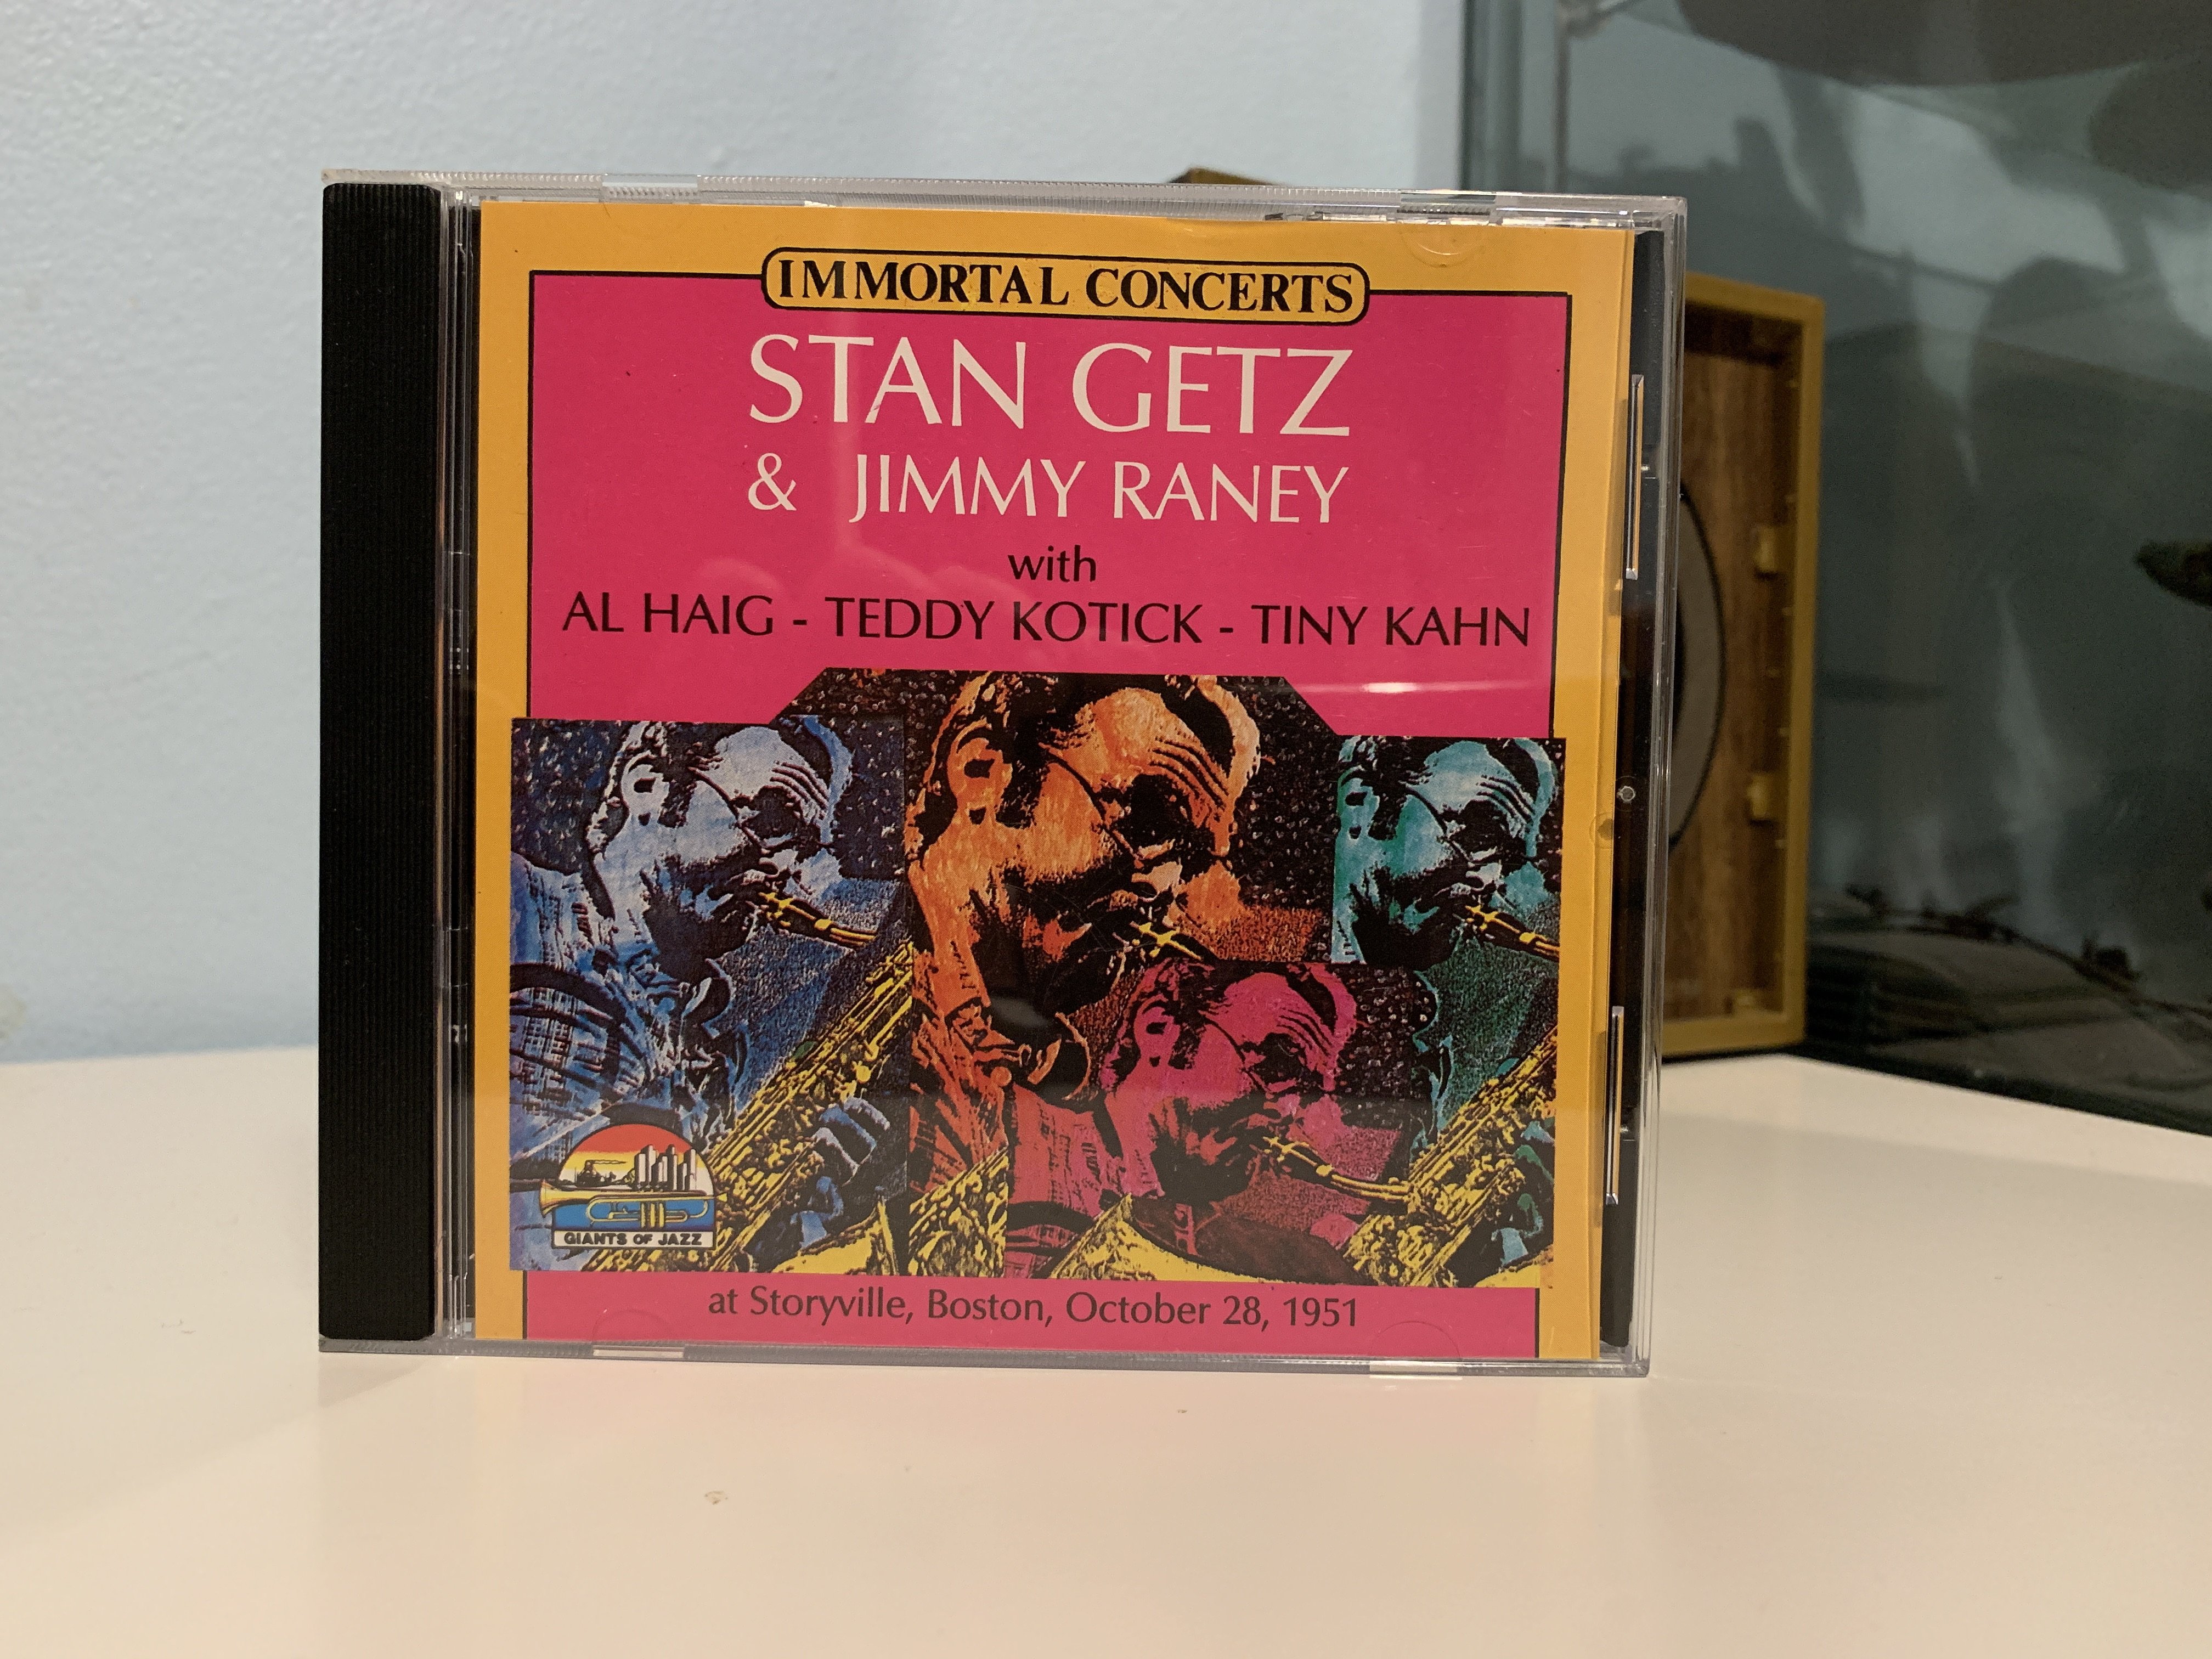 IMMORTAL CONCERTS
STAN GETZ
& JIMMY RANEY
with
AL HAIG - TEDDY KOTICK - TINY KAHN
GIANTS OF JAZZ
at Storyville, Boston, October 28, 1951